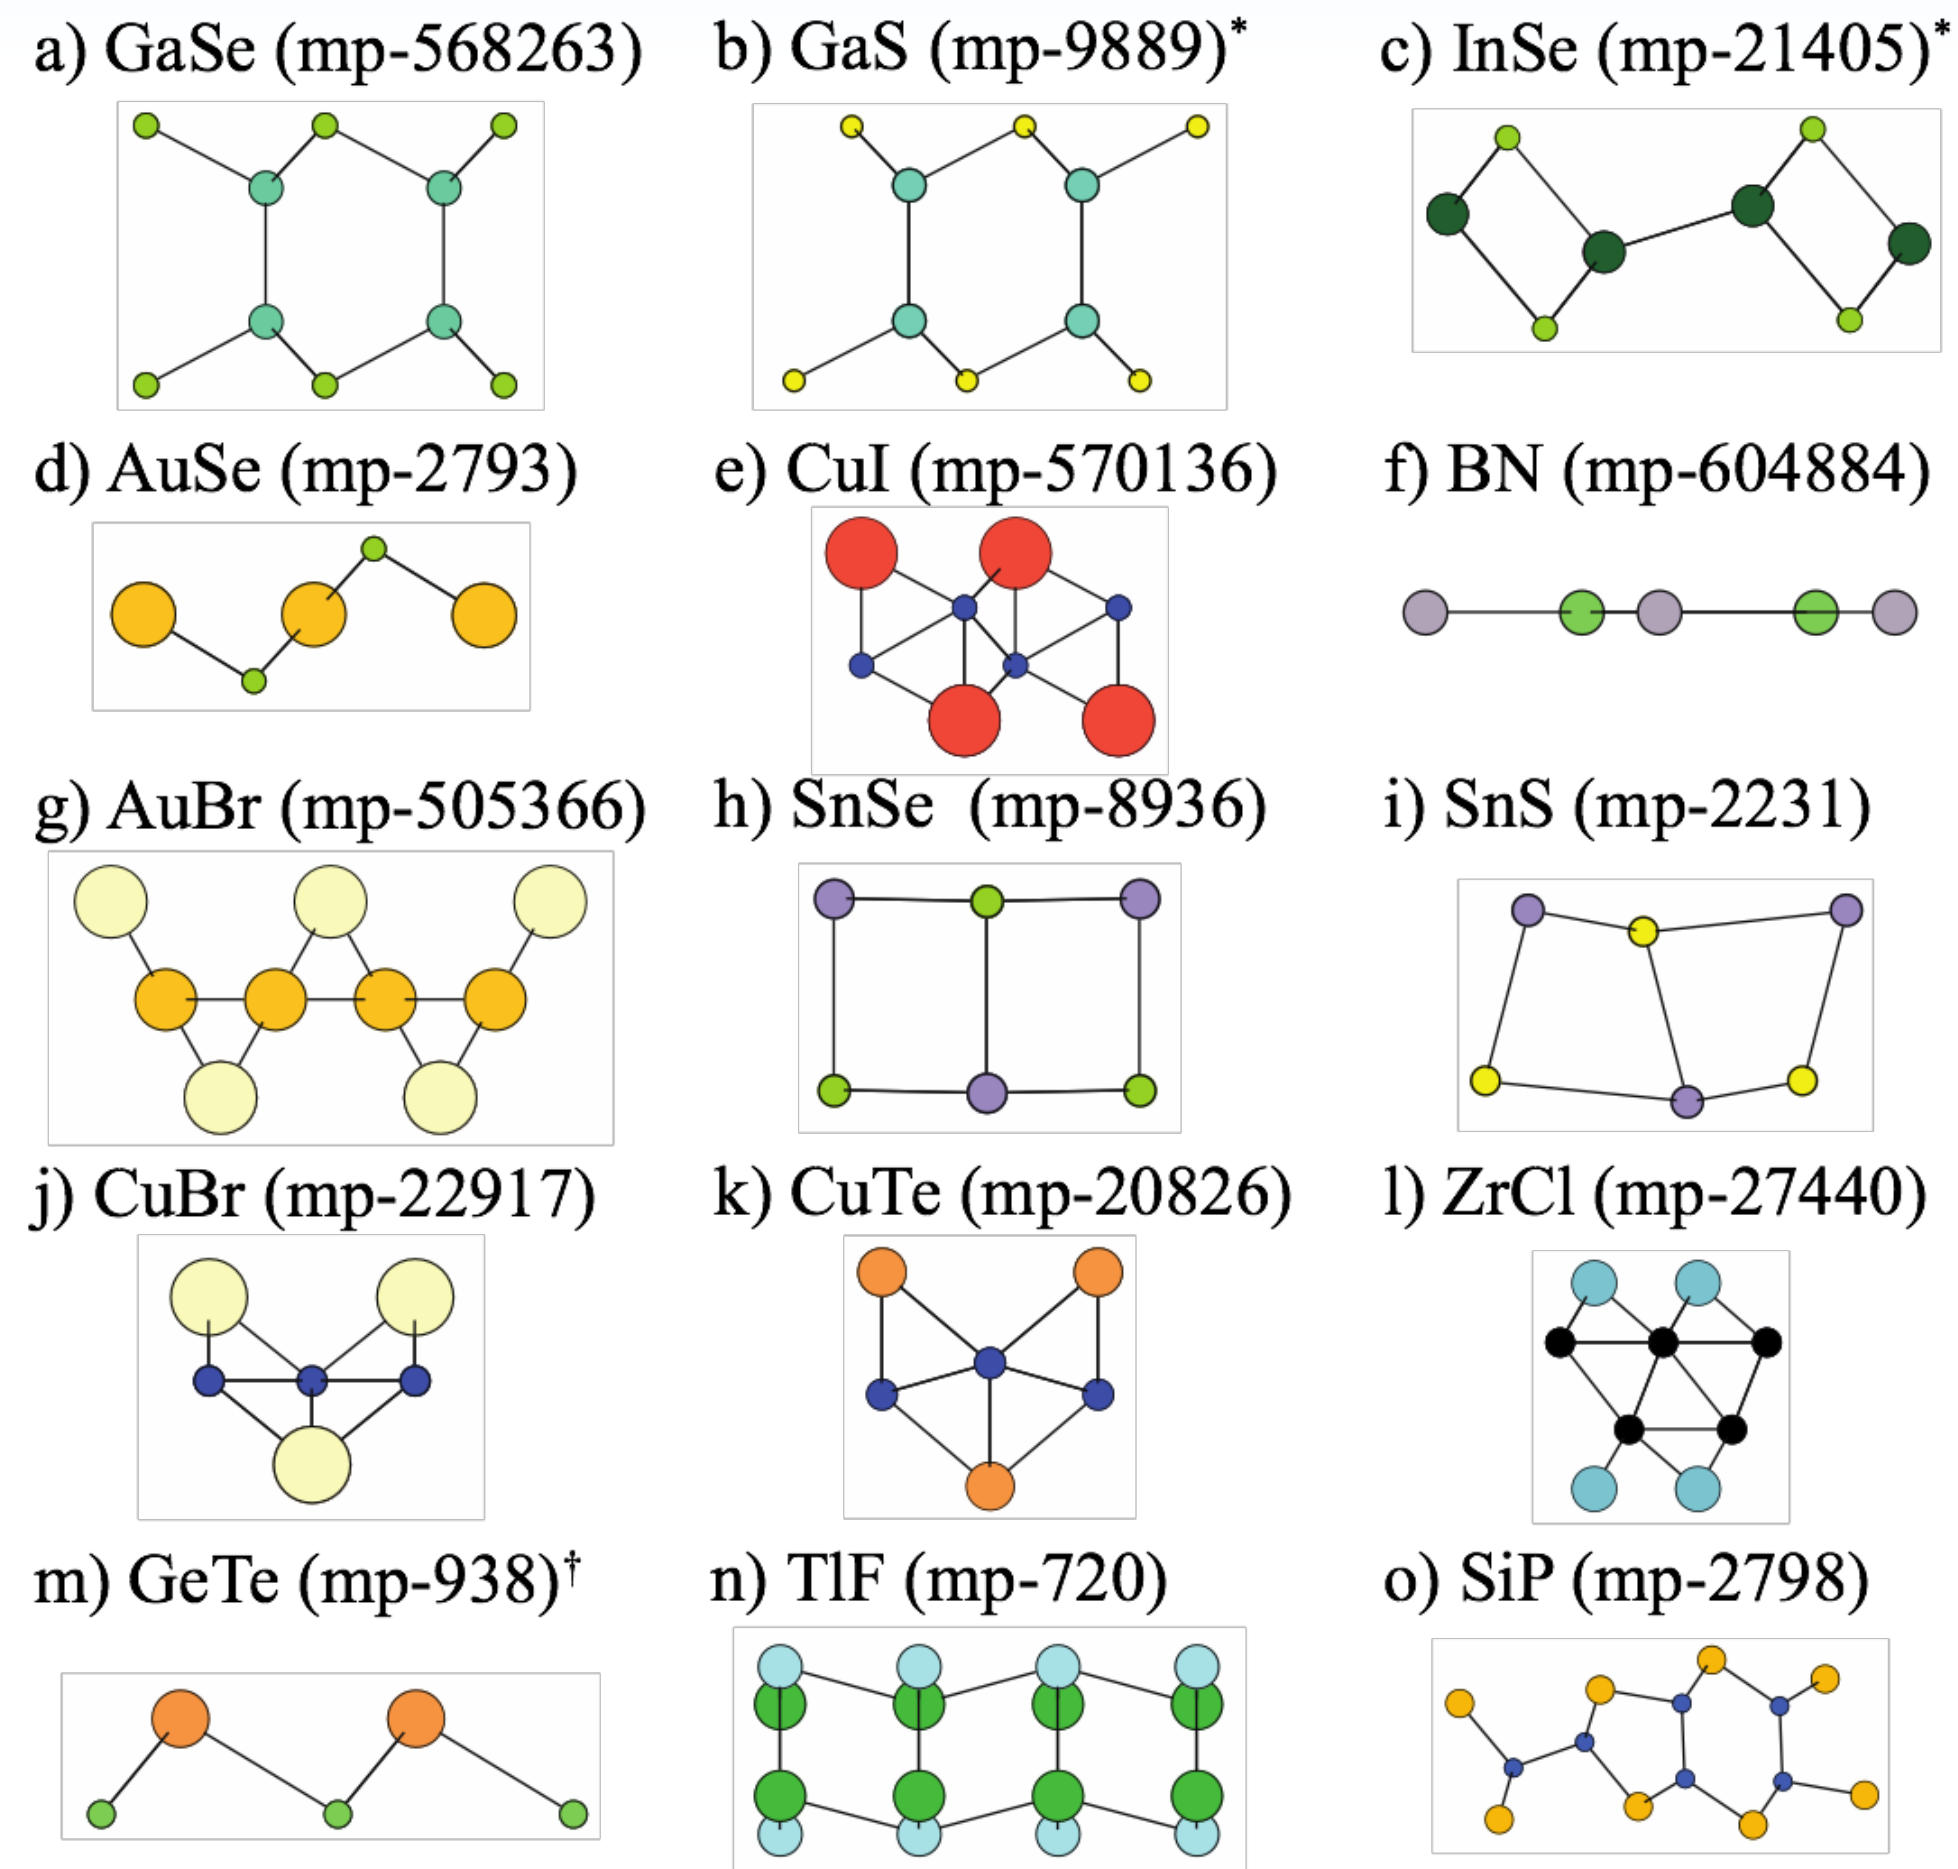 a) GaSe (mp-568263)
b) GaS (mp-9889)*
c) InSe (mp-21405)*
d) AuSe (mp-2793)
e) CuI (mp-570136)
f) BN (mp-604884)
g) AuBr (mp-505366)
h) SnSe (mp-8936)
i) SnS (mp-2231)
j) CuBr (mp-22917)
k) CuTe (mp-20826)
l) ZrCl (mp-27440)
m) GeTe (mp-938)†
n) TlF (mp-720)
o) SiP (mp-2798)